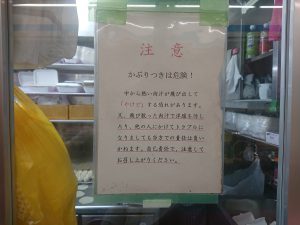 注意
かぶりつきは危険!
中から熱い肉汁が飛び出して
「やけど」する恐れがあります。
又、飛び散った肉汁で洋服を汚し
たり、他の人にかけてトラブルに
なりましても当店での責任は負い
かねます。自己責任で、注意して
お召し上がりください。